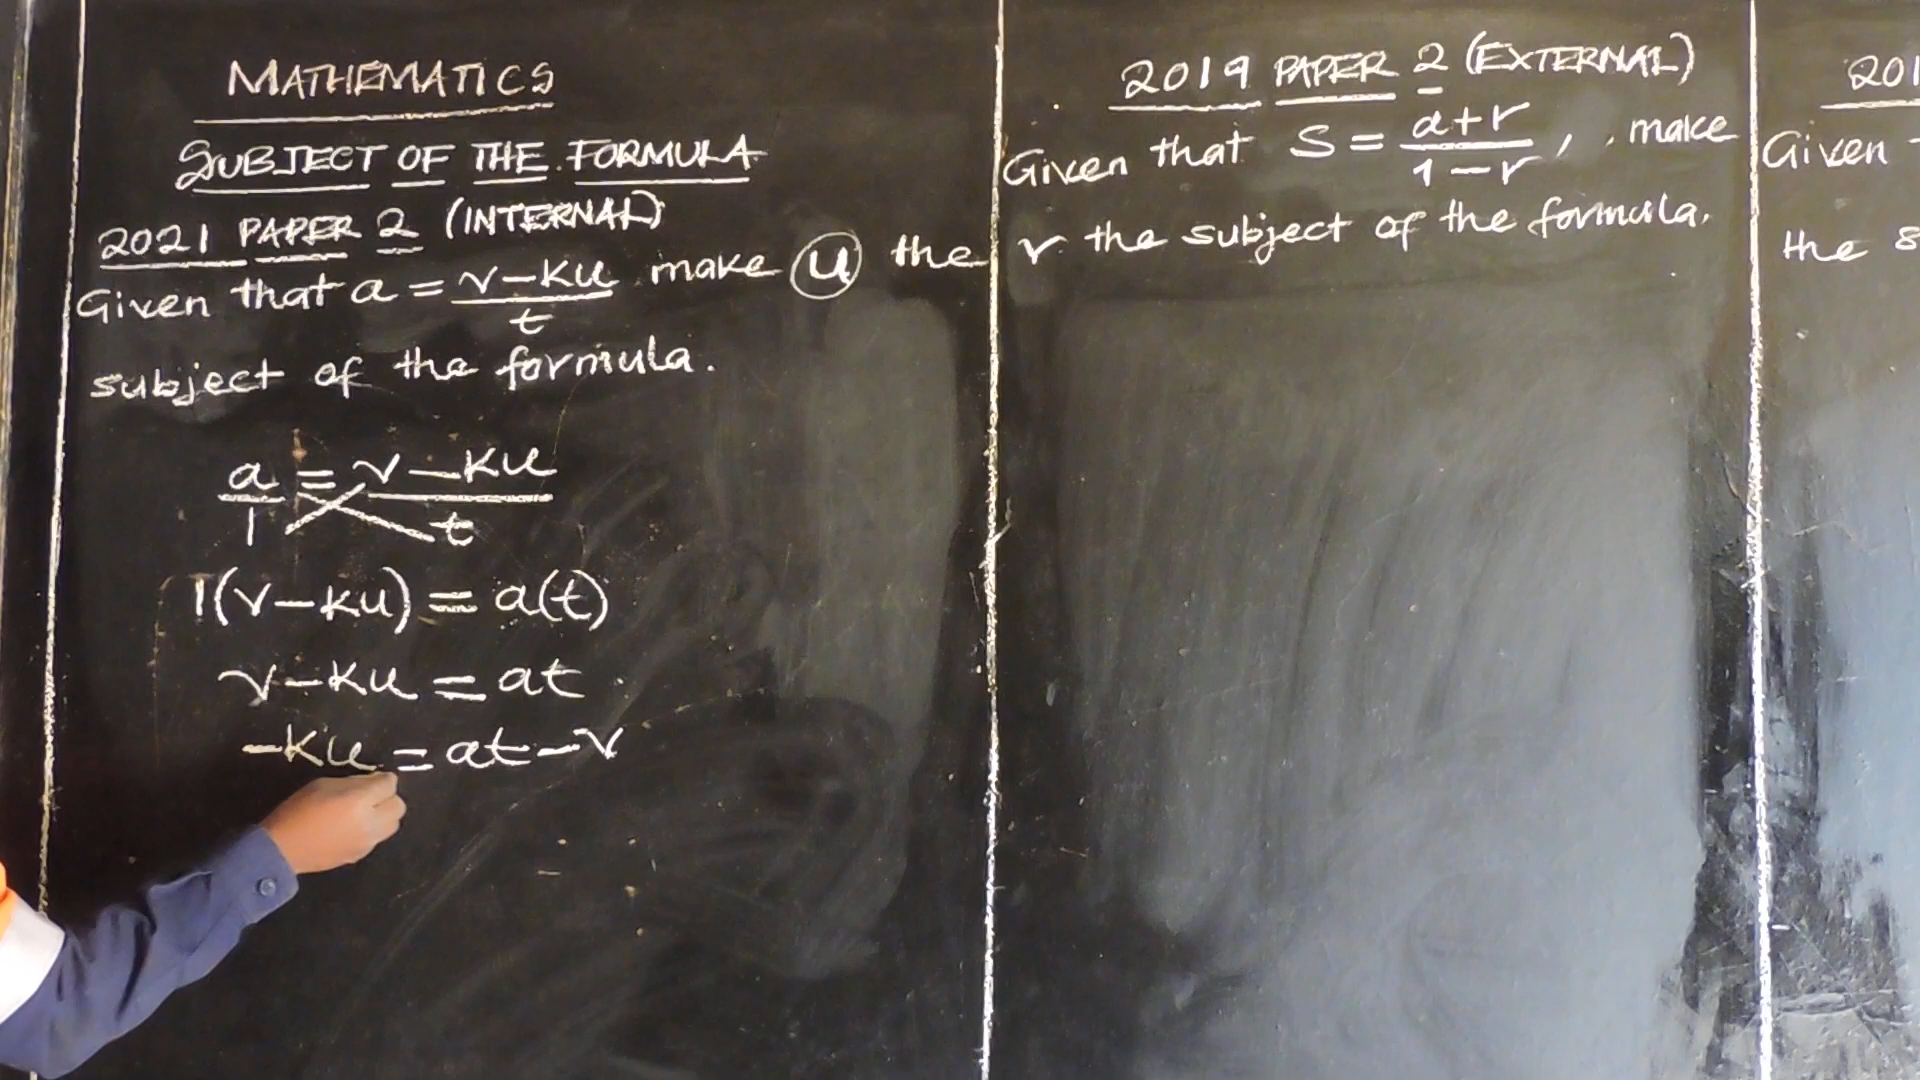 MATHEMATICS
SUBJECT OF THE FORMULA
2021 PAPER 2 (INTERNAL)
Given that a = v-ku/t make u the
subject of the formula.
a/1 = v-ku/t
1(v-ku) = a(t)
v-ku = at
-ku = at-v
2019 PAPER 2 (EXTERNAL)
Given that S = a+r/1-r, make
r the subject of the formula.
201
Given
the s